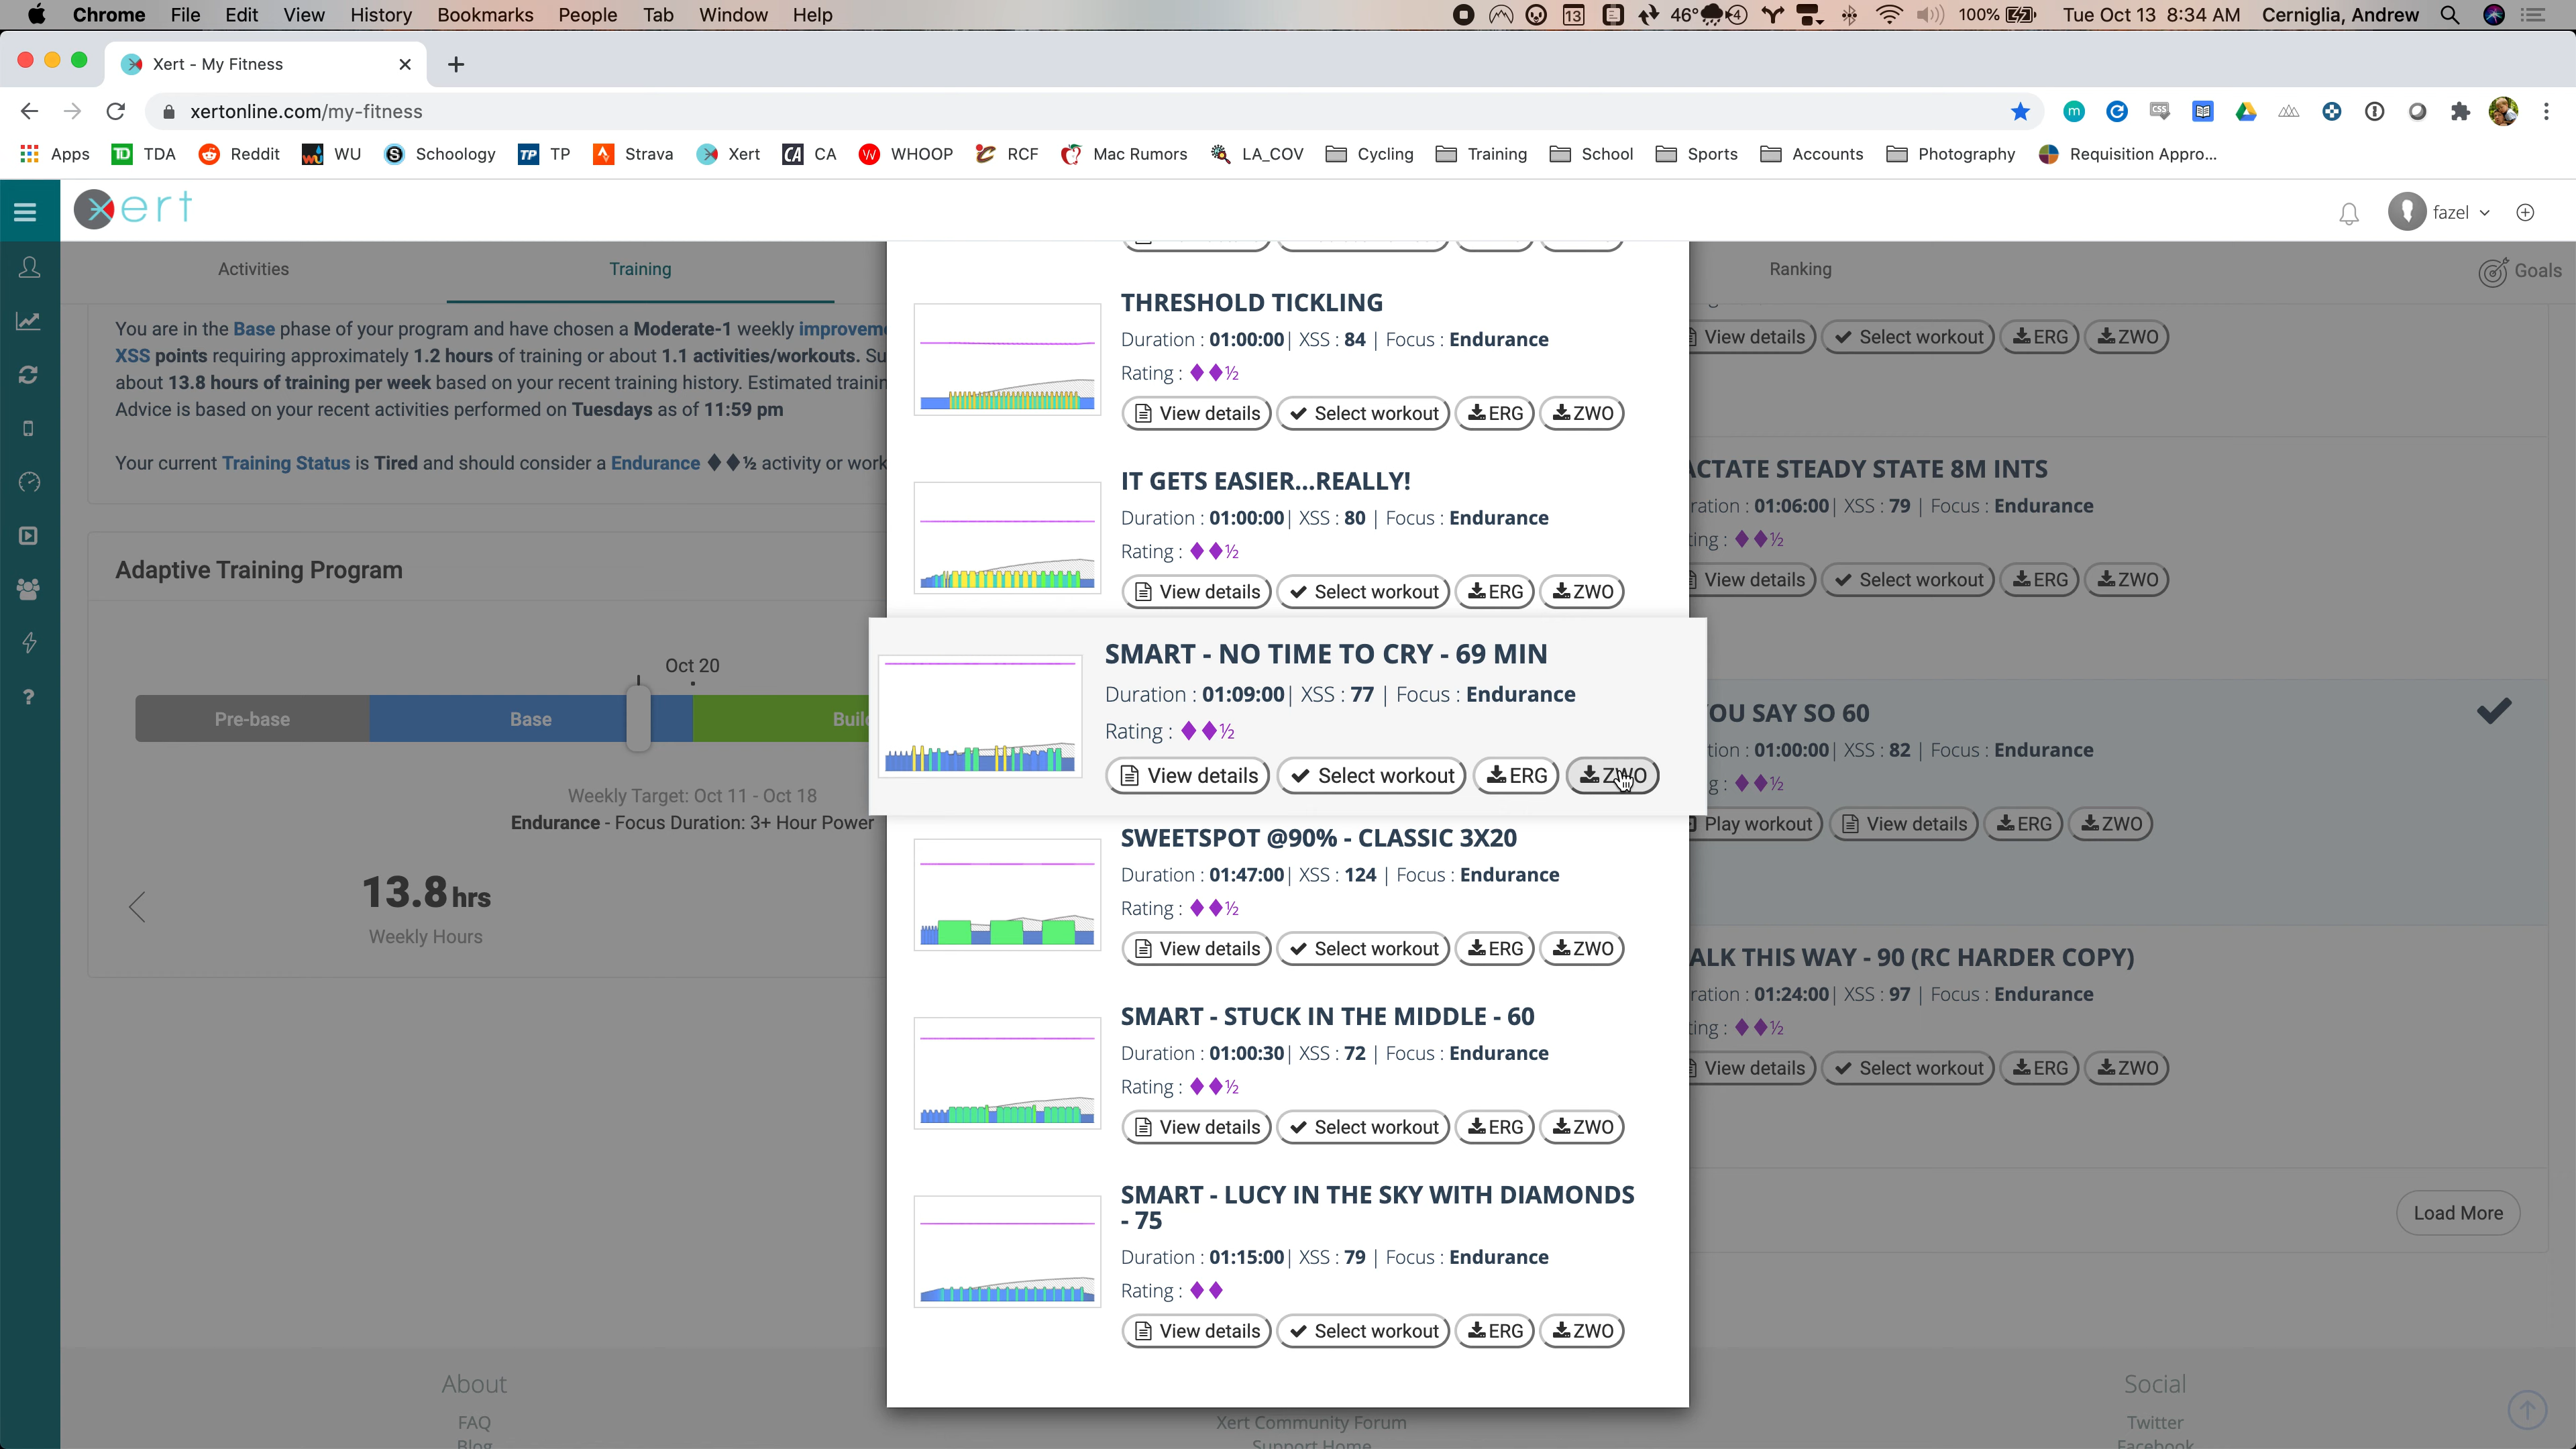 Chrome File Edit View History Bookmarks People Tab Window Help
13 46° 4 100% Tue Oct 13 8:34 AM Cerniglia, Andrew
Xert - My Fitness
xertonline.com/my-fitness
Apps TDA Reddit WU Schoology TP Strava Xert CA WHOOP RCF Mac Rumors LA_COV Cycling Training School Sports Accounts Photography Requisition Appro...
xert
fazel
Activities Training Ranking Goals
You are in the Base phase of your program and have chosen a Moderate-1 weekly improveme
XSS points requiring approximately 1.2 hours of training or about 1.1 activities/workouts. Su
about 13.8 hours of training per week based on your recent training history. Estimated trainin
Advice is based on your recent activities performed on Tuesdays as of 11:59 pm
Your current Training Status is Tired and should consider a Endurance ♦♦½ activity or work
Adaptive Training Program
Oct 20
Pre-base Base Build
Weekly Target: Oct 11 - Oct 18
Endurance - Focus Duration: 3+ Hour Power
13.8 hrs
Weekly Hours
THRESHOLD TICKLING
Duration : 01:00:00 | XSS : 84 | Focus : Endurance
Rating : ♦♦½
View details Select workout ERG ZWO
IT GETS EASIER...REALLY!
Duration : 01:00:00 | XSS : 80 | Focus : Endurance
Rating : ♦♦½
View details Select workout ERG ZWO
SMART - NO TIME TO CRY - 69 MIN
Duration : 01:09:00 | XSS : 77 | Focus : Endurance
Rating : ♦♦½
View details Select workout ERG ZWO
SWEETSPOT @90% - CLASSIC 3X20
Duration : 01:47:00 | XSS : 124 | Focus : Endurance
Rating : ♦♦½
View details Select workout ERG ZWO
SMART - STUCK IN THE MIDDLE - 60
Duration : 01:00:30 | XSS : 72 | Focus : Endurance
Rating : ♦♦½
View details Select workout ERG ZWO
SMART - LUCY IN THE SKY WITH DIAMONDS
- 75
Duration : 01:15:00 | XSS : 79 | Focus : Endurance
Rating : ♦♦
View details Select workout ERG ZWO
View details Select workout ERG ZWO
ACTATE STEADY STATE 8M INTS
ration : 01:06:00 | XSS : 79 | Focus : Endurance
ting : ♦♦½
View details Select workout ERG ZWO
OU SAY SO 60
tion : 01:00:00 | XSS : 82 | Focus : Endurance
g : ♦♦½
Play workout View details ERG ZWO
ALK THIS WAY - 90 (RC HARDER COPY)
ration : 01:24:00 | XSS : 97 | Focus : Endurance
ting : ♦♦½
View details Select workout ERG ZWO
Load More
About Social
FAQ Xert Community Forum Twitter
Blog Support Home Facebook